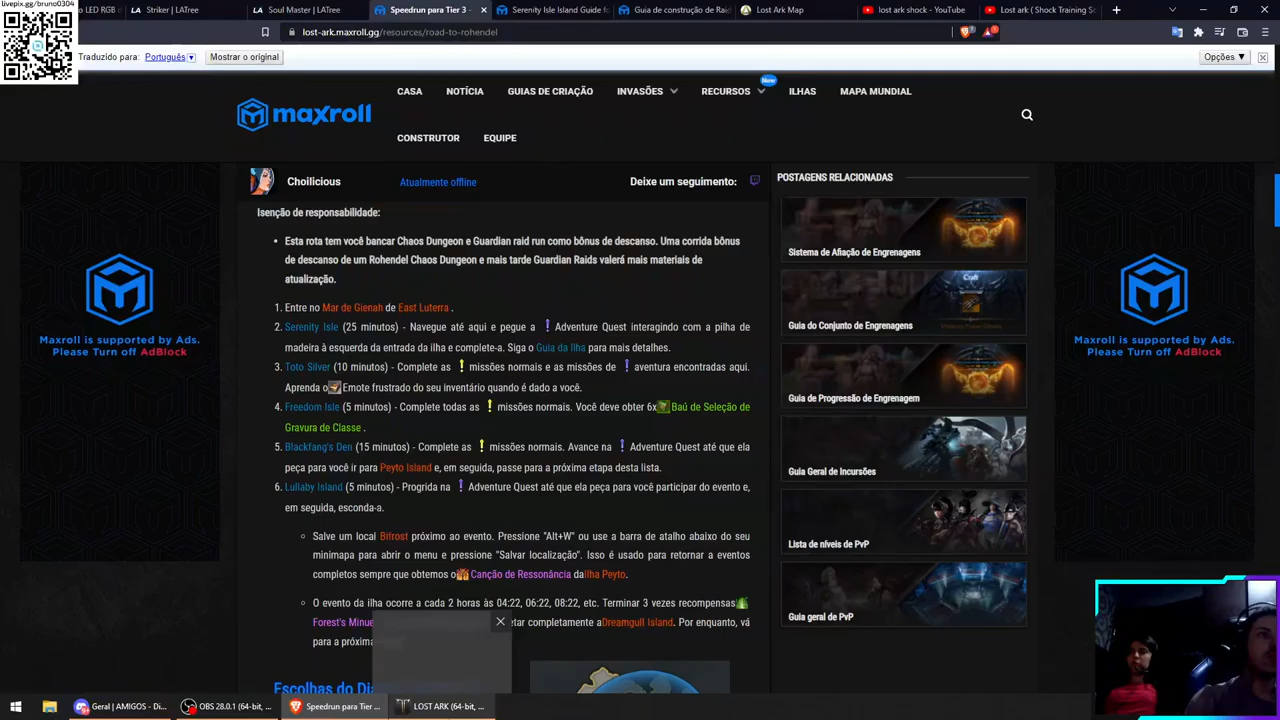 livepix.gg/bruno0304
LED RGB c
LA Striker | LATree
LA Soul Master | LATree
Speedrun para Tier 3
Serenity Isle Island Guide f
Guia de construção de Rai
Lost Ark Map
lost ark shock - YouTube
Lost ark ( Shock Training S
lost-ark.maxroll.gg/resources/road-to-rohendel
Traduzido para: Português Mostrar o original Opções
maxroll
CASA NOTÍCIA GUIAS DE CRIAÇÃO INVASÕES RECURSOS New ILHAS MAPA MUNDIAL
CONSTRUTOR EQUIPE
Choilicious Atualmente offline Deixe um seguimento:
Isenção de responsabilidade:
• Esta rota tem você bancar Chaos Dungeon e Guardian raid run como bônus de descanso. Uma corrida bônus
de descanso de um Rohendel Chaos Dungeon e mais tarde Guardian Raids valerá mais materiais de
atualização.
1. Entre no Mar de Gienah de East Luterra .
2. Serenity Isle (25 minutos) - Navegue até aqui e pegue a Adventure Quest interagindo com a pilha de
madeira à esquerda da entrada da ilha e complete-a. Siga o Guia da Ilha para mais detalhes.
3. Toto Silver (10 minutos) - Complete as missões normais e as missões de aventura encontradas aqui.
Aprenda o Emote frustrado do seu inventário quando é dado a você.
4. Freedom Isle (5 minutos) - Complete todas as missões normais. Você deve obter 6x Baú de Seleção de
Gravura de Classe .
5. Blackfang's Den (15 minutos) - Complete as missões normais. Avance na Adventure Quest até que ela
peça para você ir para Peyto Island e, em seguida, passe para a próxima etapa desta lista.
6. Lullaby Island (5 minutos) - Progrida na Adventure Quest até que ela peça para você participar do evento e,
em seguida, esconda-a.
Salve um local Bifrost próximo ao evento. Pressione "Alt+W" ou use a barra de atalho abaixo do seu
minimapa para abrir o menu e pressione "Salvar localização". Isso é usado para retornar a eventos
completos sempre que obtemos o Canção de Ressonância da Ilha Peyto.
O evento da ilha ocorre a cada 2 horas às 04:22, 06:22, 08:22, etc. Terminar 3 vezes recompensas
Forest's Minue etar completamente a Dreamgull Island. Por enquanto, vá
para a próxima
Escolhas do Di
POSTAGENS RELACIONADAS
Sistema de Afiação de Engrenagens
Craft
Guia do Conjunto de Engrenagens
Guia de Progressão de Engrenagem
Guia Geral de Incursões
Lista de níveis de PvP
Guia geral de PvP
Maxroll is supported by Ads.
Please Turn off AdBlock
Maxroll is supported by Ads.
Please Turn off AdBlock
Geral | AMIGOS - Di...
OBS 28.0.1 (64-bit, ...
Speedrun para Tier ...
LOST ARK (64-bit, ...